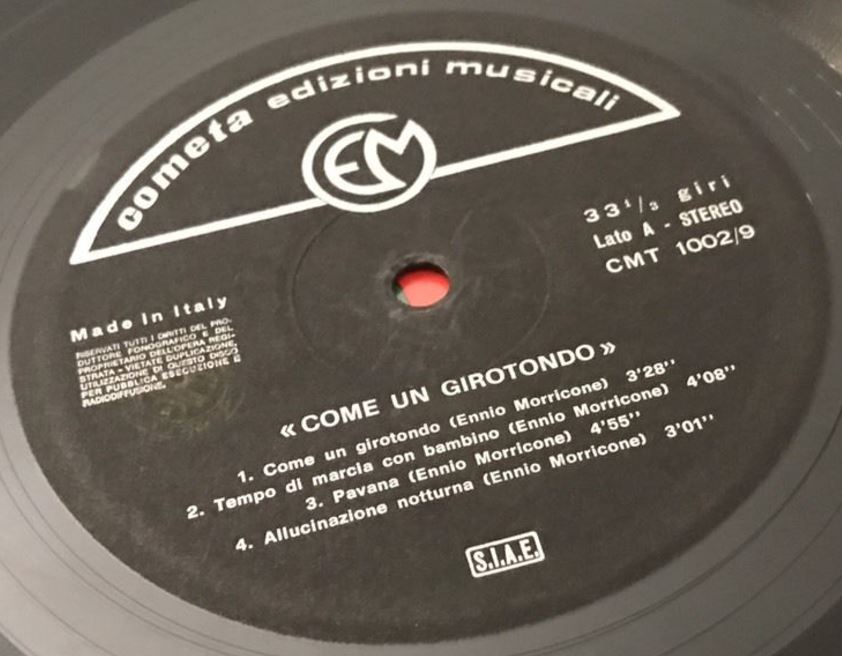 cometa edizioni musicali
CEM
33 1/3 giri
Lato A - STEREO
CMT 1002/9
Made in Italy
RISERVATI TUTTI I DIRITTI DEL PRO-
DUTTORE FONOGRAFICO E DEL
PROPRIETARIO DELL'OPERA REGI-
STRATA - VIETATE DUPLICAZIONE,
UTILIZZAZIONE DI QUESTO DISCO
PER PUBBLICA ESECUZIONE E
RADIODIFFUSIONE.
«COME UN GIROTONDO»
1. Come un girotondo (Ennio Morricone) 3'28''
2. Tempo di marcia con bambino (Ennio Morricone) 4'08''
3. Pavana (Ennio Morricone) 4'55''
4. Allucinazione notturna (Ennio Morricone) 3'01''
S.I.A.E.